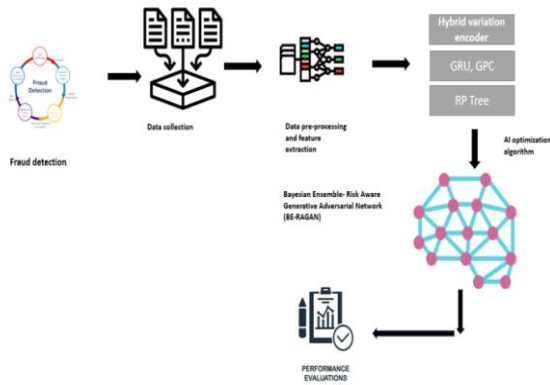 Fraud
Detection
Fraud detection
Data collection
Data pre-processing
and feature
extraction
Hybrid variation
encoder
GRU, GPC
RP Tree
AI optimization
algorithm
Bayesian Ensemble- Risk Aware
Generative Adversarial Network
(BE-RAGAN)
PERFORMANCE
EVALUATIONS